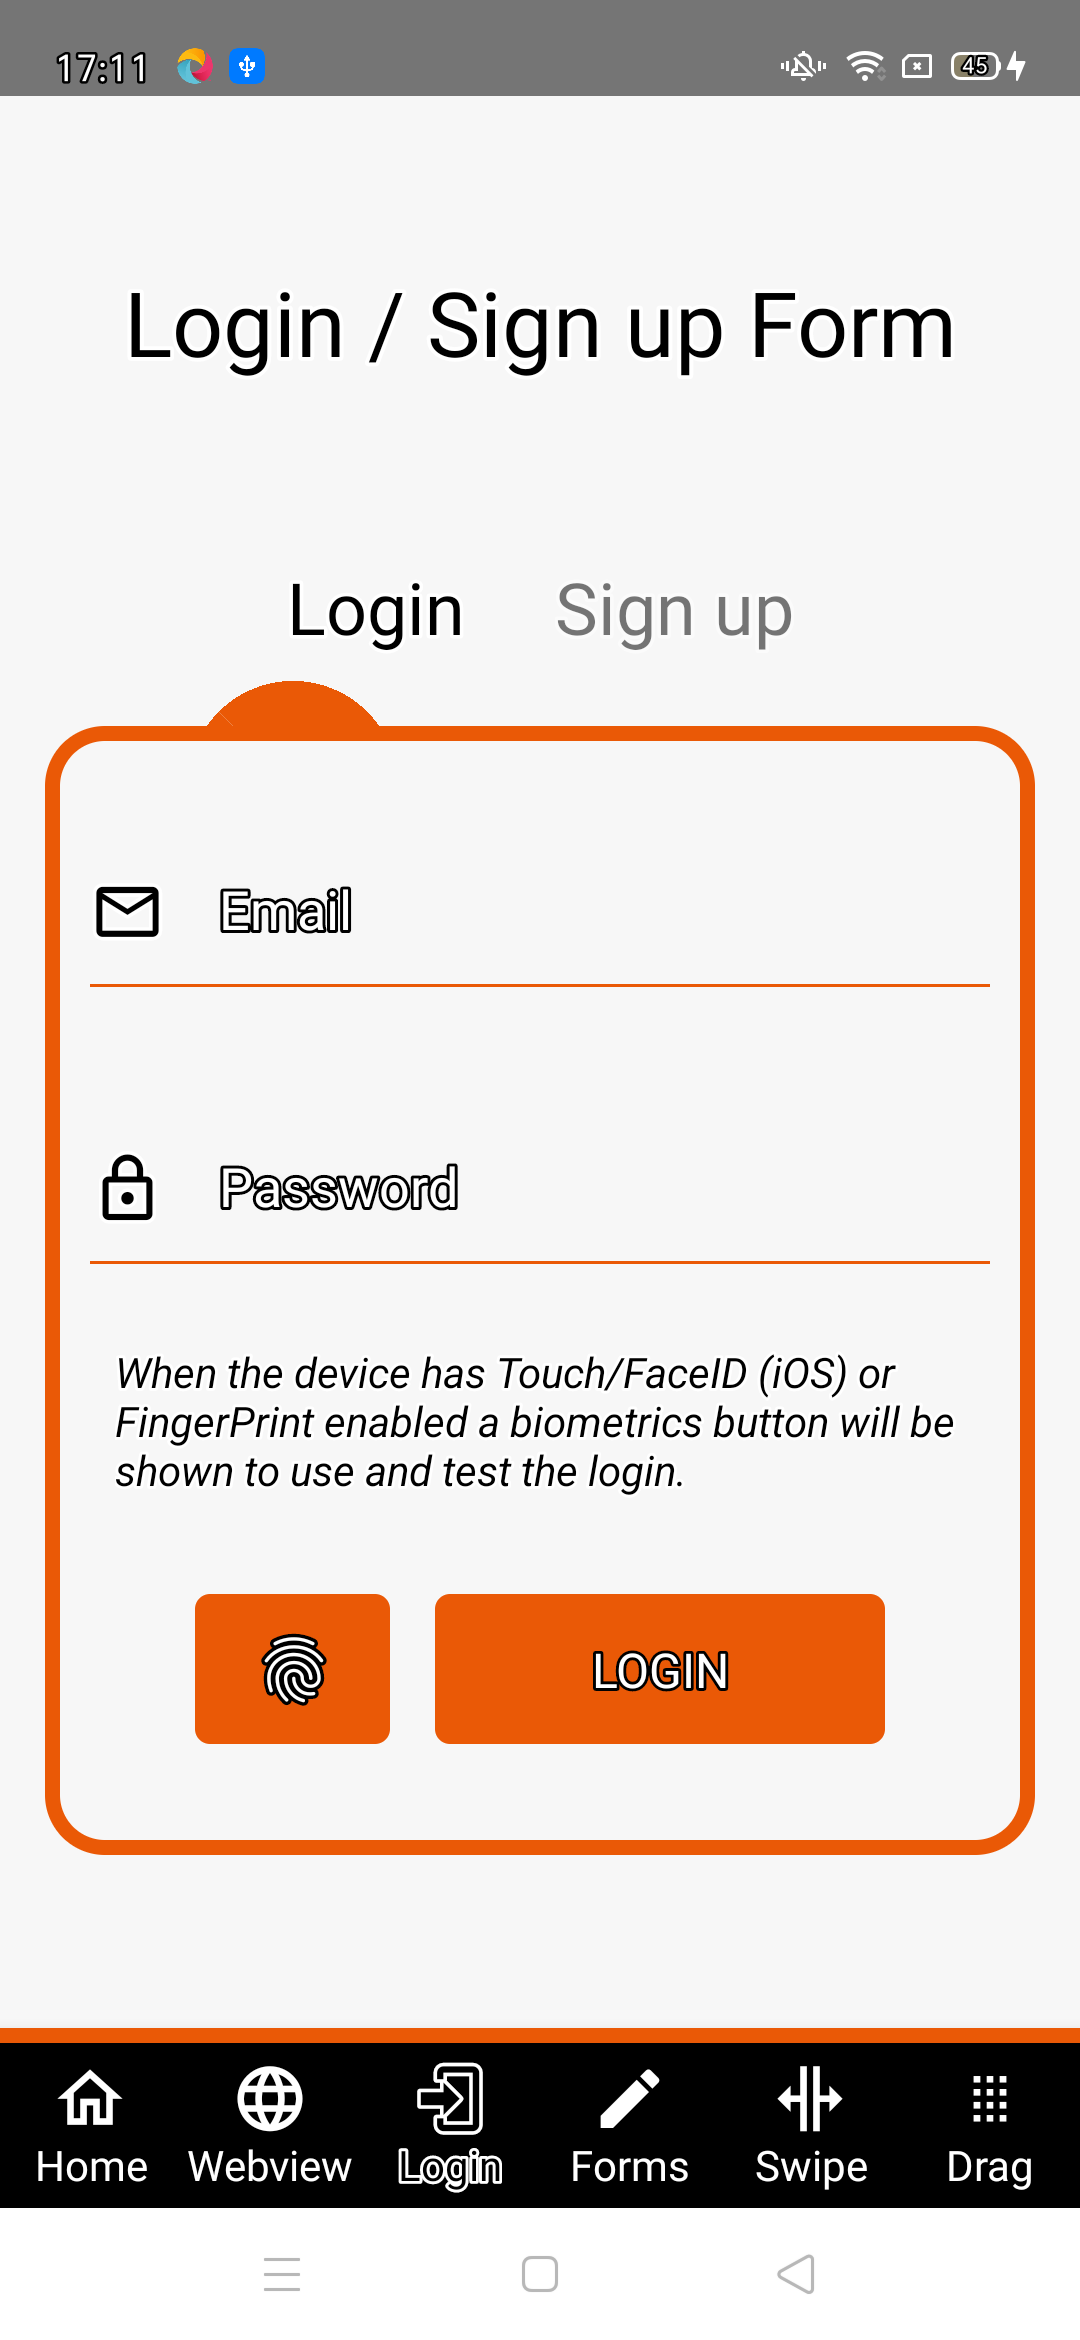 17:11
45
Login / Sign up Form
Login
Sign up
Email
Password
When the device has Touch/FaceID (iOS) or
FingerPrint enabled a biometrics button will be
shown to use and test the login.
LOGIN
Home
Webview
Login
Forms
Swipe
Drag